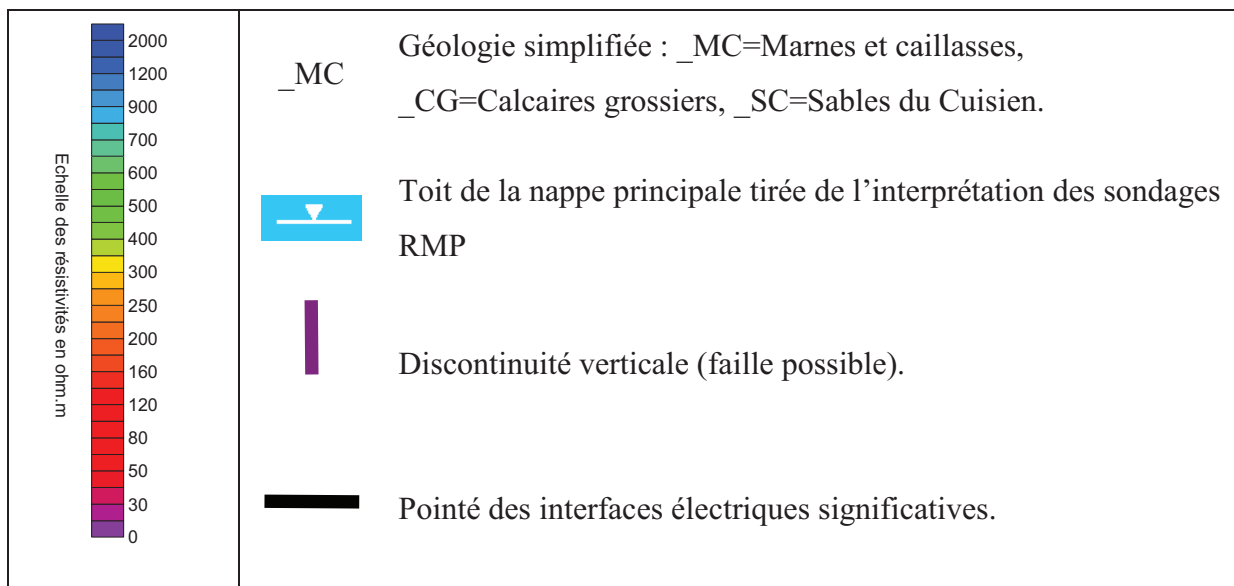 Echelle des résistivités en ohm.m
2000
1200
900
700
600
500
400
300
250
200
160
120
80
50
30
0
_MC
Géologie simplifiée : _MC=Marnes et caillasses,
_CG=Calcaires grossiers, _SC=Sables du Cuisien.
Toit de la nappe principale tirée de l’interprétation des sondages
RMP
Discontinuité verticale (faille possible).
Pointé des interfaces électriques significatives.